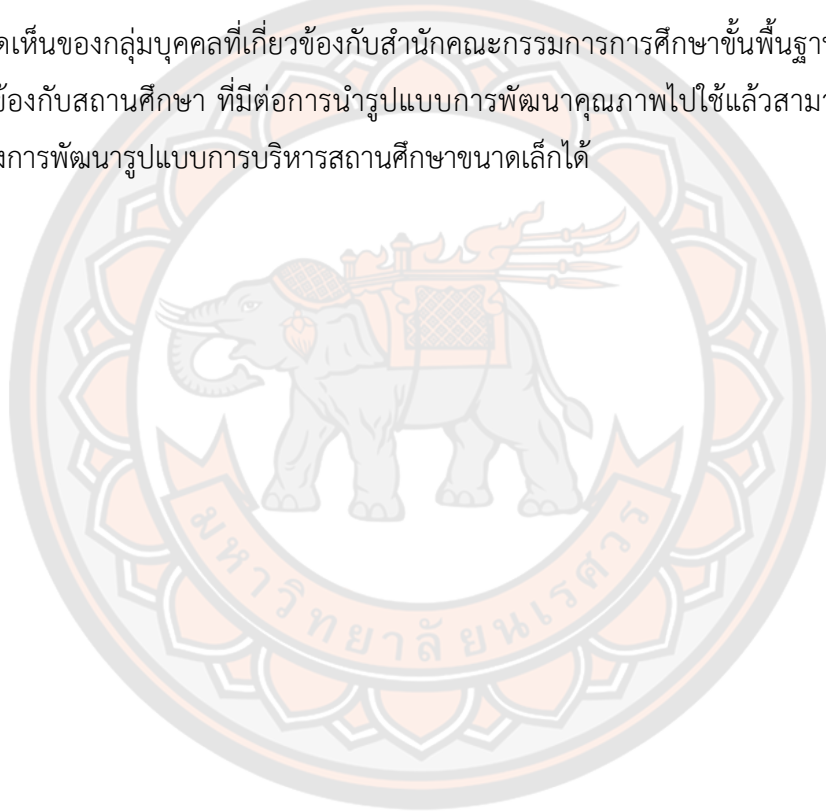 ดเห็นของกลุ่มบุคคลที่เกี่ยวข้องกับสำนักคณะกรรมการการศึกษาขั้นพื้นฐาน
ข้องกับสถานศึกษา ที่มีต่อการนำรูปแบบการพัฒนาคุณภาพไปใช้แล้วสามา
งการพัฒนารูปแบบการบริหารสถานศึกษาขนาดเล็กได้
มหาวิทยาลัยนเรศวร